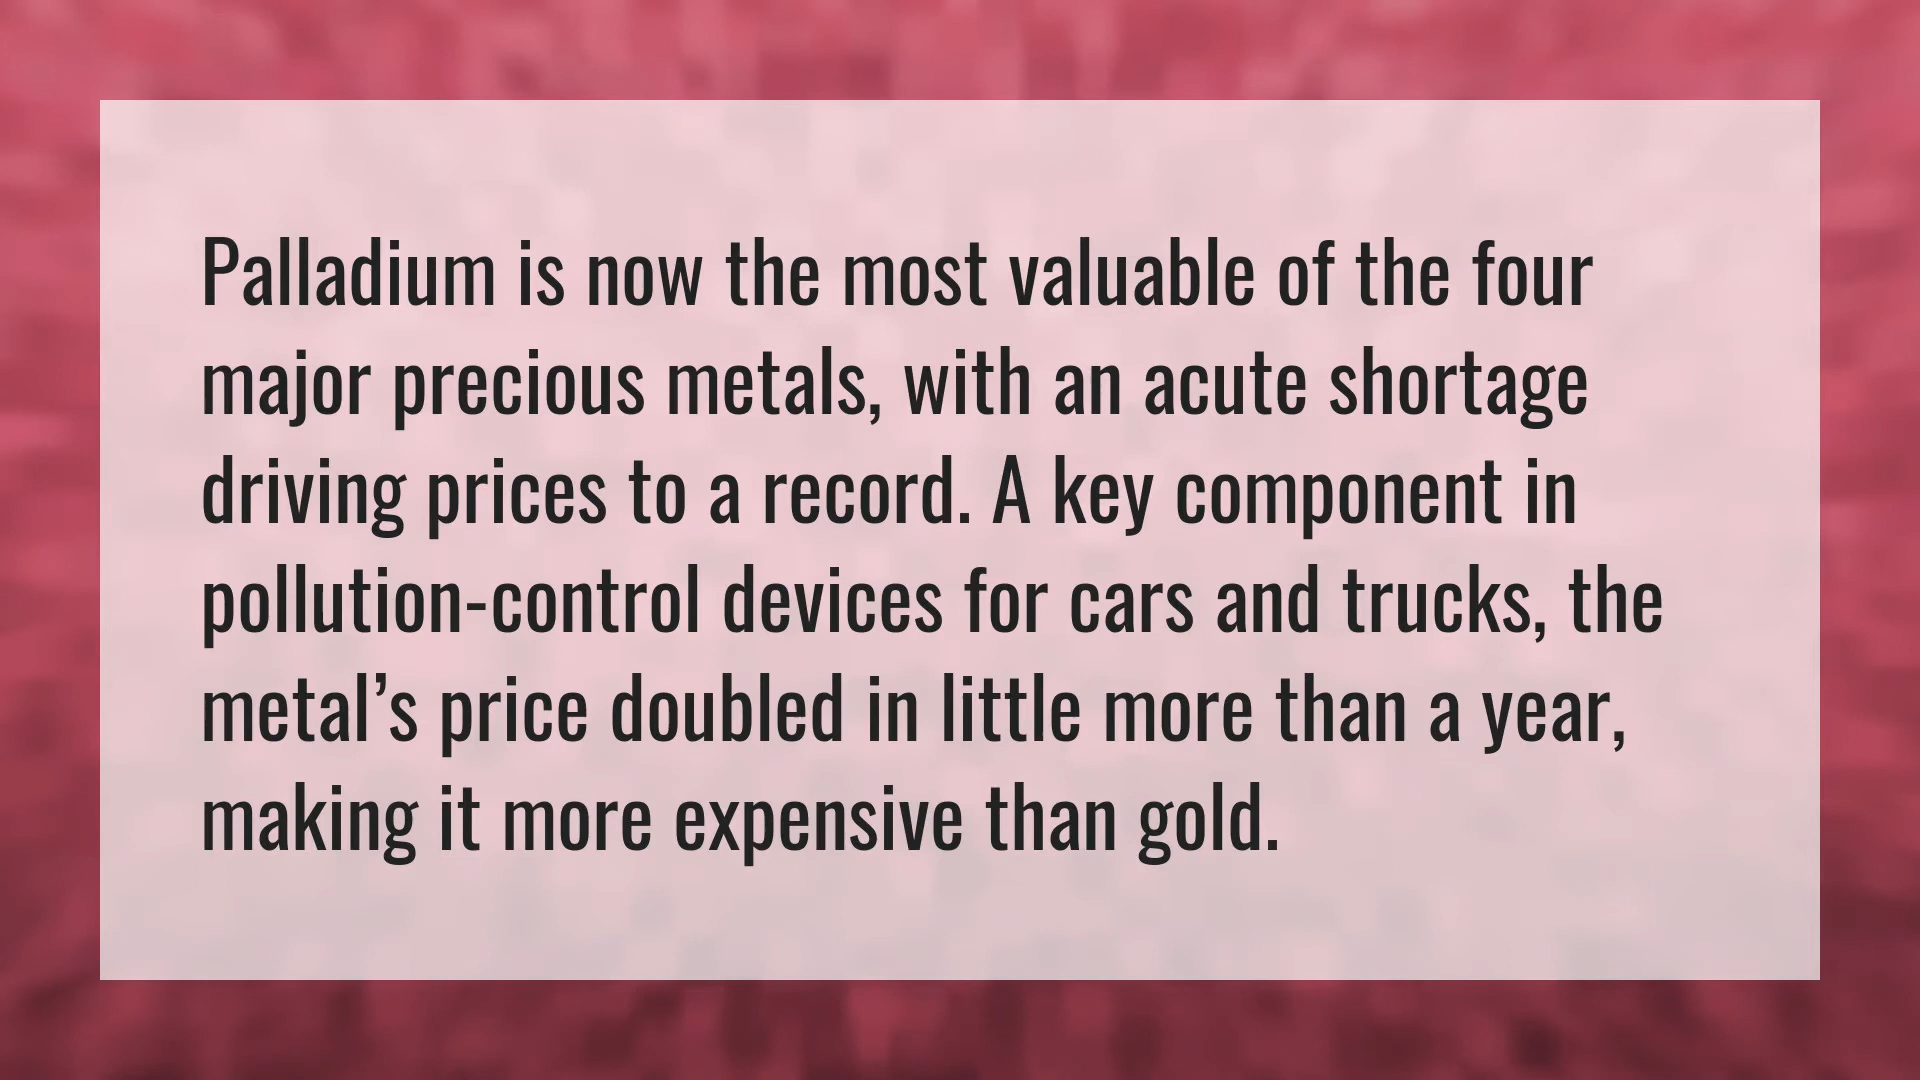 Palladium is now the most valuable of the four
major precious metals, with an acute shortage
driving prices to a record. A key component in
pollution-control devices for cars and trucks, the
metal’s price doubled in little more than a year,
making it more expensive than gold.